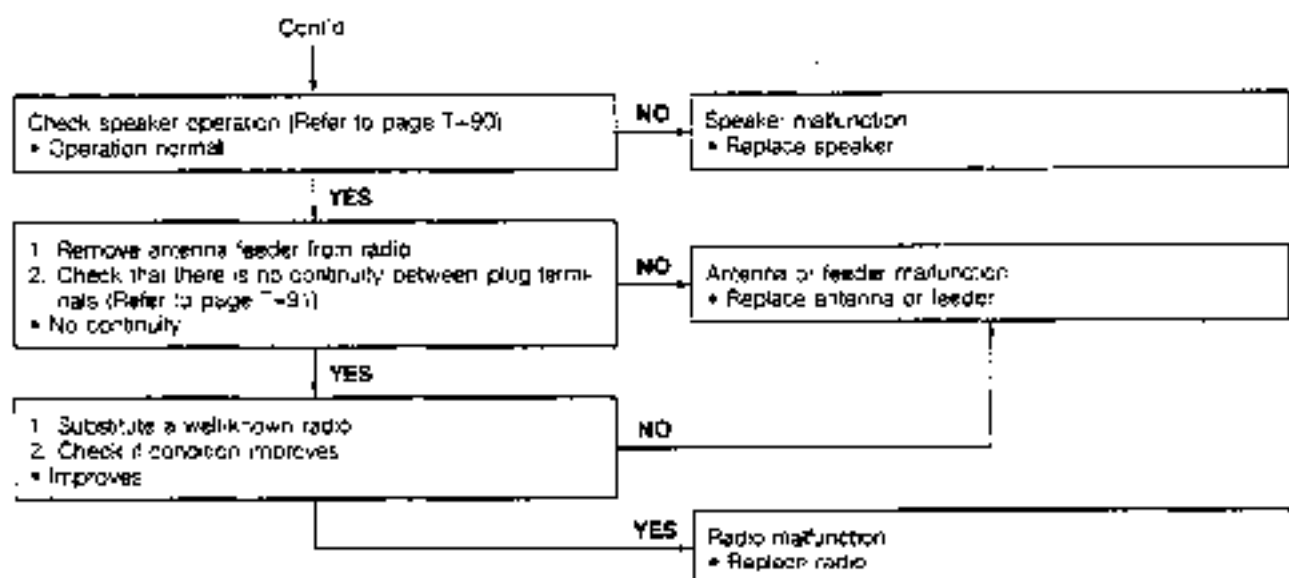 Cont'd
Check speaker operation (Refer to page T–90)
• Operation normal
NO
Speaker malfunction
• Replace speaker
YES
1. Remove antenna feeder from radio
2. Check that there is no continuity between plug termi-
nals (Refer to page T–91)
• No continuity
NO
Antenna or feeder malfunction
• Replace antenna or feeder
YES
1. Substitute a well-known radio
2. Check if condition improves
• Improves
NO
YES
Radio malfunction
• Replace radio